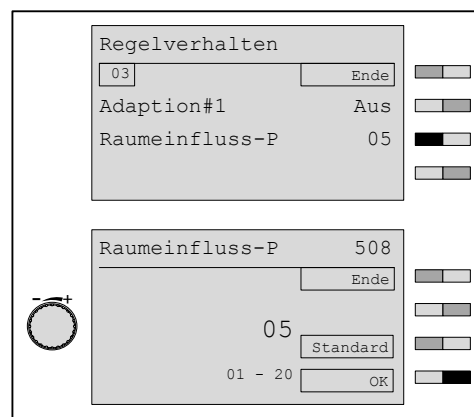 Regelverhalten
03 Ende
Adaption#1 Aus
Raumeinfluss-P 05
Raumeinfluss-P 508
Ende
- +
05
Standard
01 - 20 OK